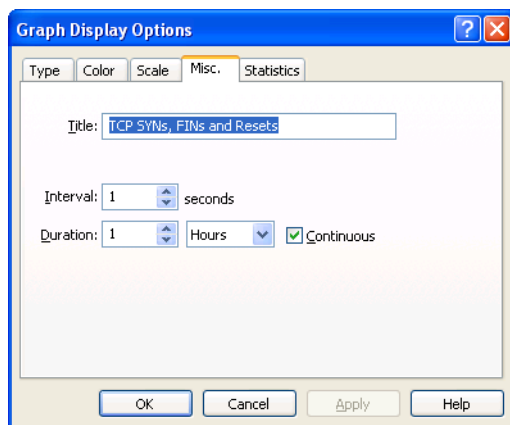 Graph Display Options
Type Color Scale Misc. Statistics
Title: TCP SYNs, FINs and Resets
Interval: 1 seconds
Duration: 1 Hours Continuous
OK Cancel Apply Help